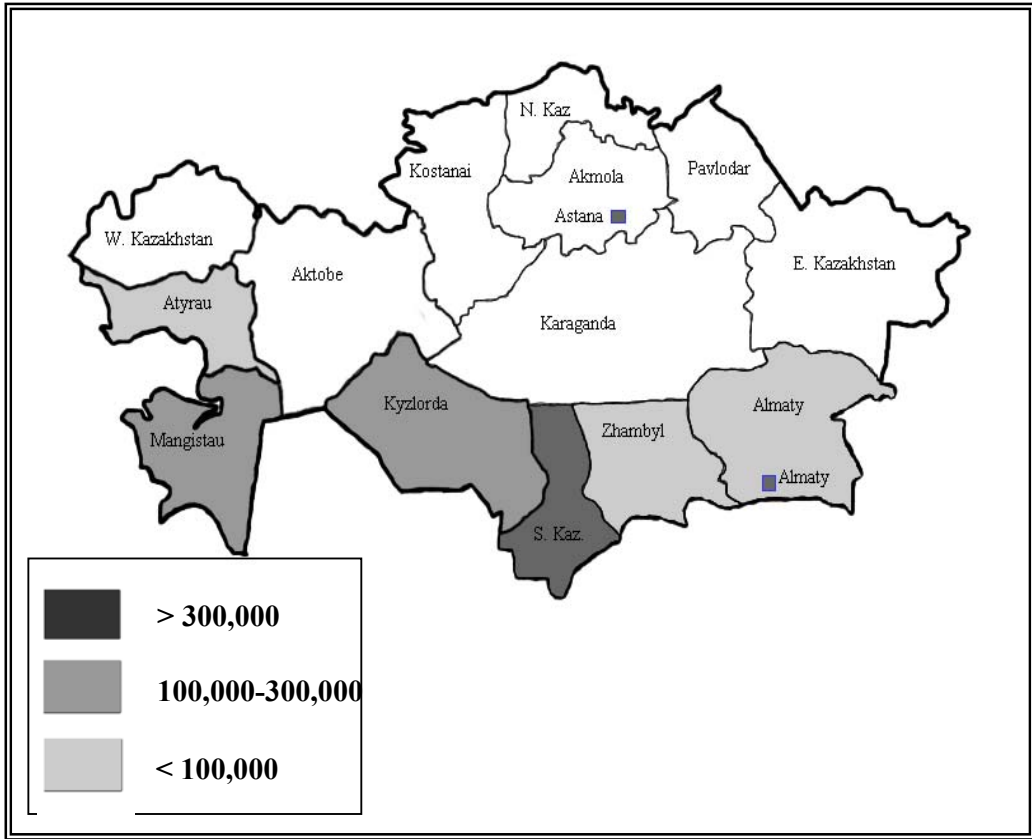 N. Kaz
Kostanai
Akmola
Pavlodar
Astana
W. Kazakhstan
Aktobe
E. Kazakhstan
Atyrau
Karaganda
Kyzlorda
Zhambyl
Almaty
Mangistau
Almaty
S. Kaz.
> 300,000
100,000-300,000
< 100,000